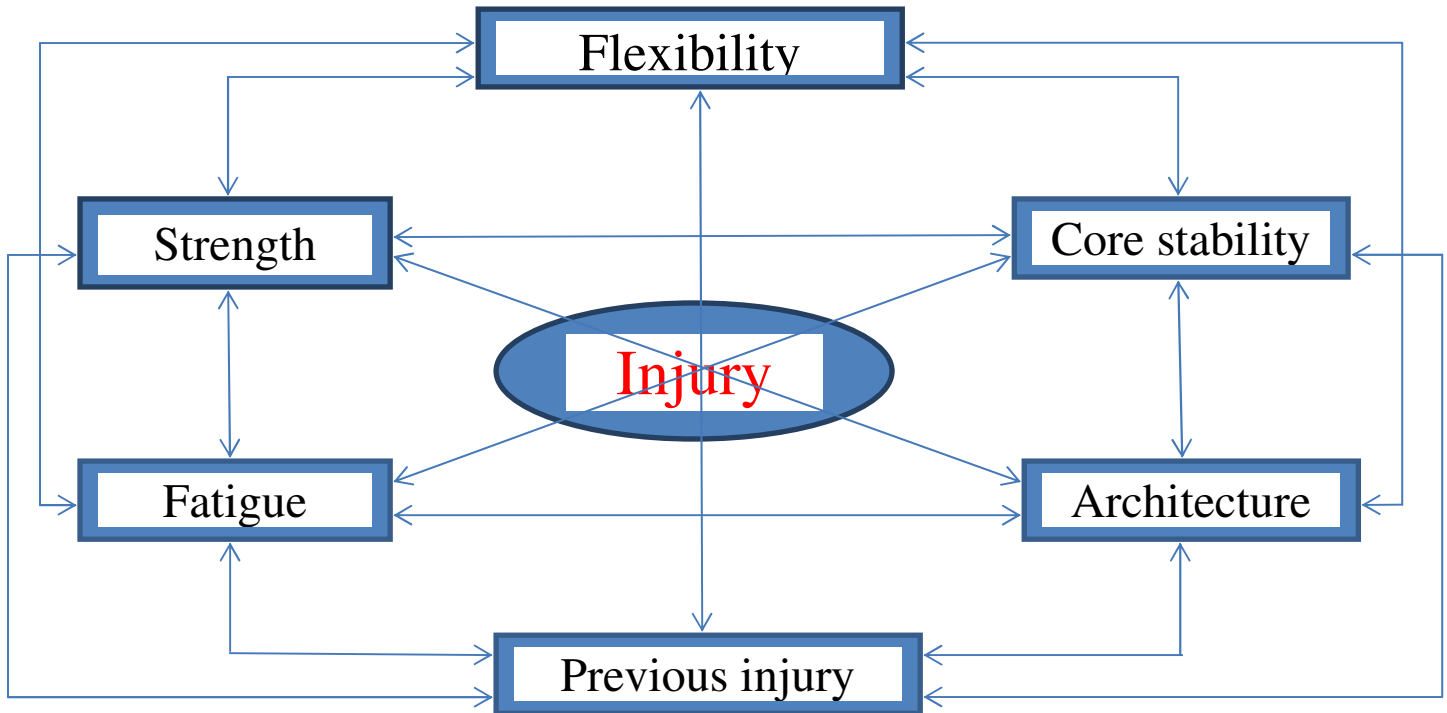 Flexibility
Strength
Core stability
Injury
Fatigue
Architecture
Previous injury